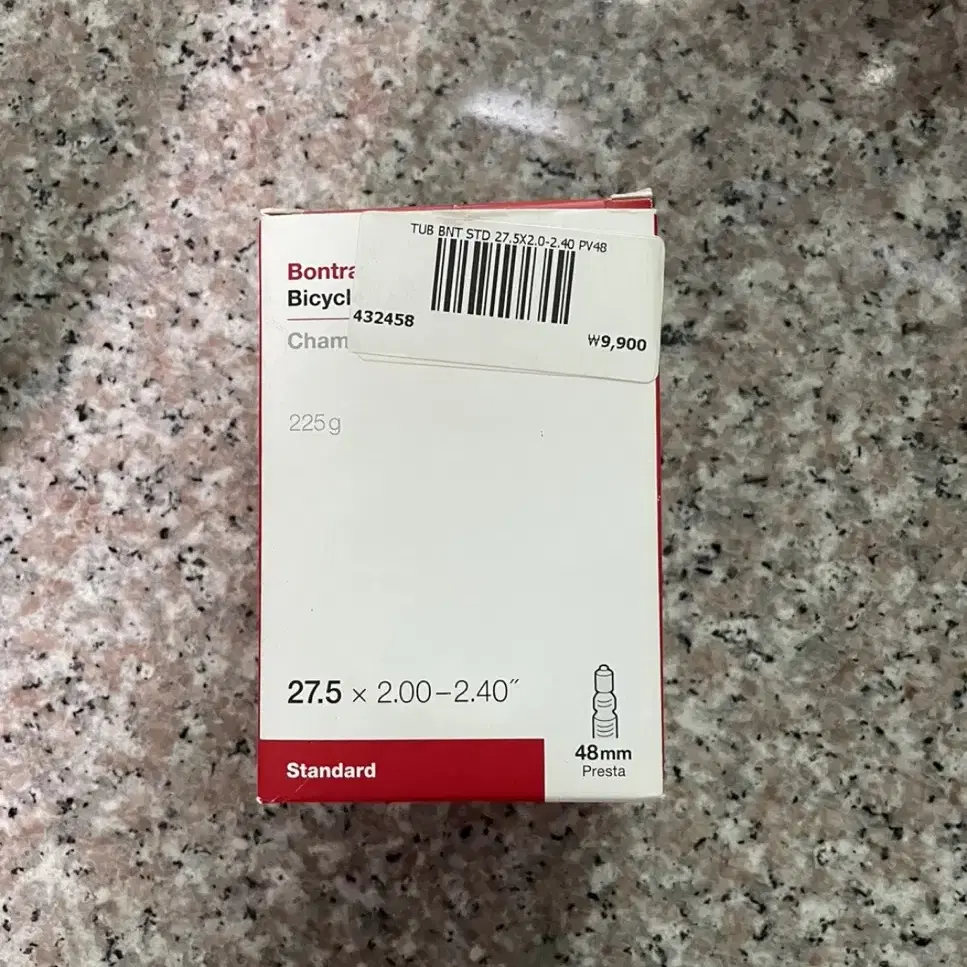 TUB BNT STD 27.5X2.0-2.40 PV48
432458
₩9,900
Bontra
Bicycl
Cham
225g
27.5 × 2.00–2.40″
Standard
48mm
Presta